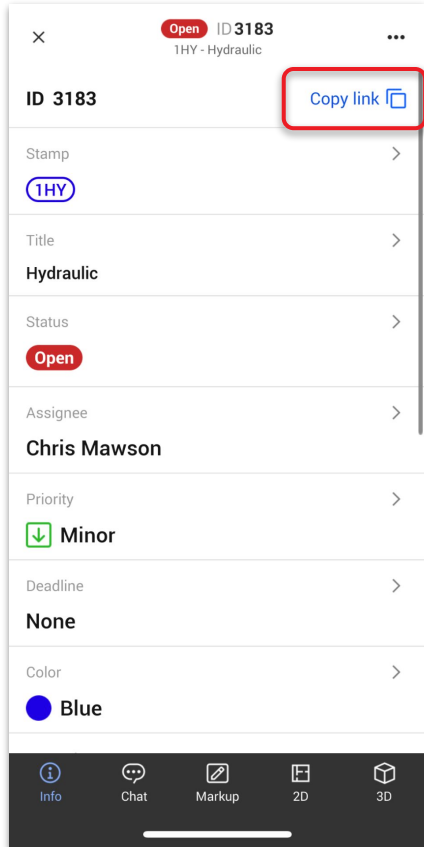 Open ID 3183
1HY - Hydraulic
ID 3183
Copy link
Stamp
1HY
Title
Hydraulic
Status
Open
Assignee
Chris Mawson
Priority
Minor
Deadline
None
Color
Blue
Info Chat Markup 2D 3D